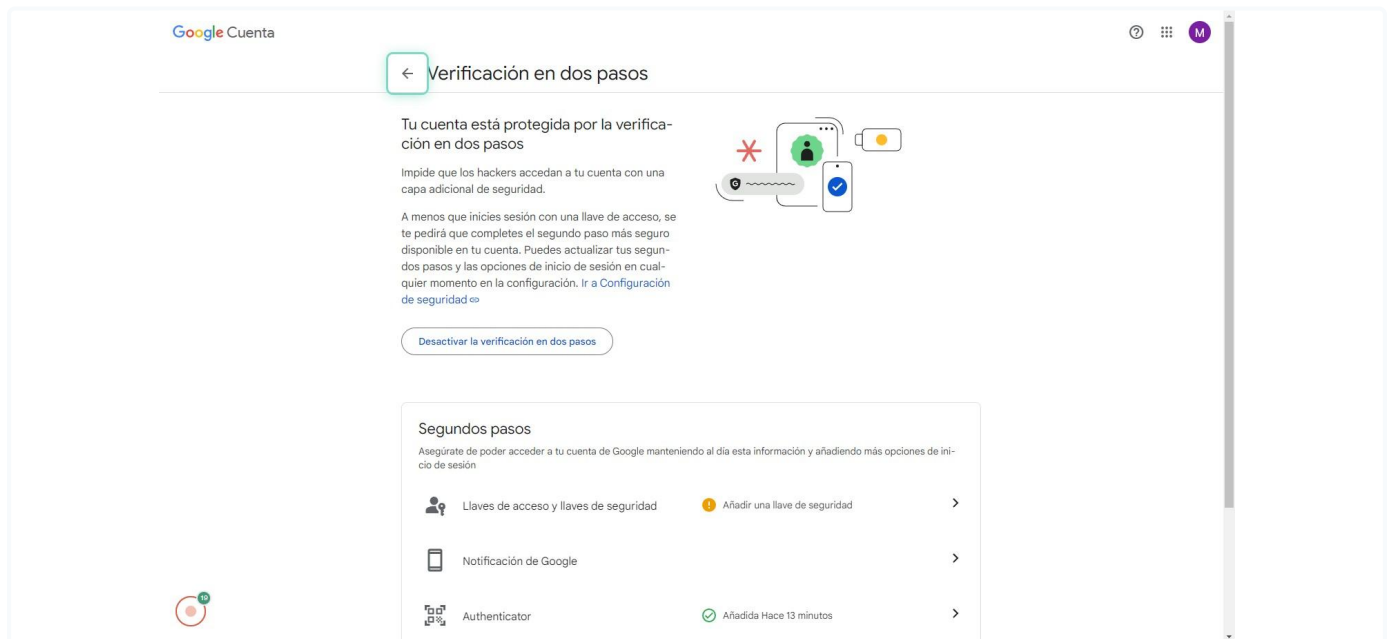 Google Cuenta
M
Verificación en dos pasos
Tu cuenta está protegida por la verifica-
ción en dos pasos
Impide que los hackers accedan a tu cuenta con una
capa adicional de seguridad.
A menos que inicies sesión con una llave de acceso, se
te pedirá que completes el segundo paso más seguro
disponible en tu cuenta. Puedes actualizar tus segun-
dos pasos y las opciones de inicio de sesión en cual-
quier momento en la configuración. Ir a Configuración
de seguridad
G
Desactivar la verificación en dos pasos
Segundos pasos
Asegúrate de poder acceder a tu cuenta de Google manteniendo al día esta información y añadiendo más opciones de ini-
cio de sesión
Llaves de acceso y llaves de seguridad Añadir una llave de seguridad
Notificación de Google
Authenticator Añadida Hace 13 minutos
19